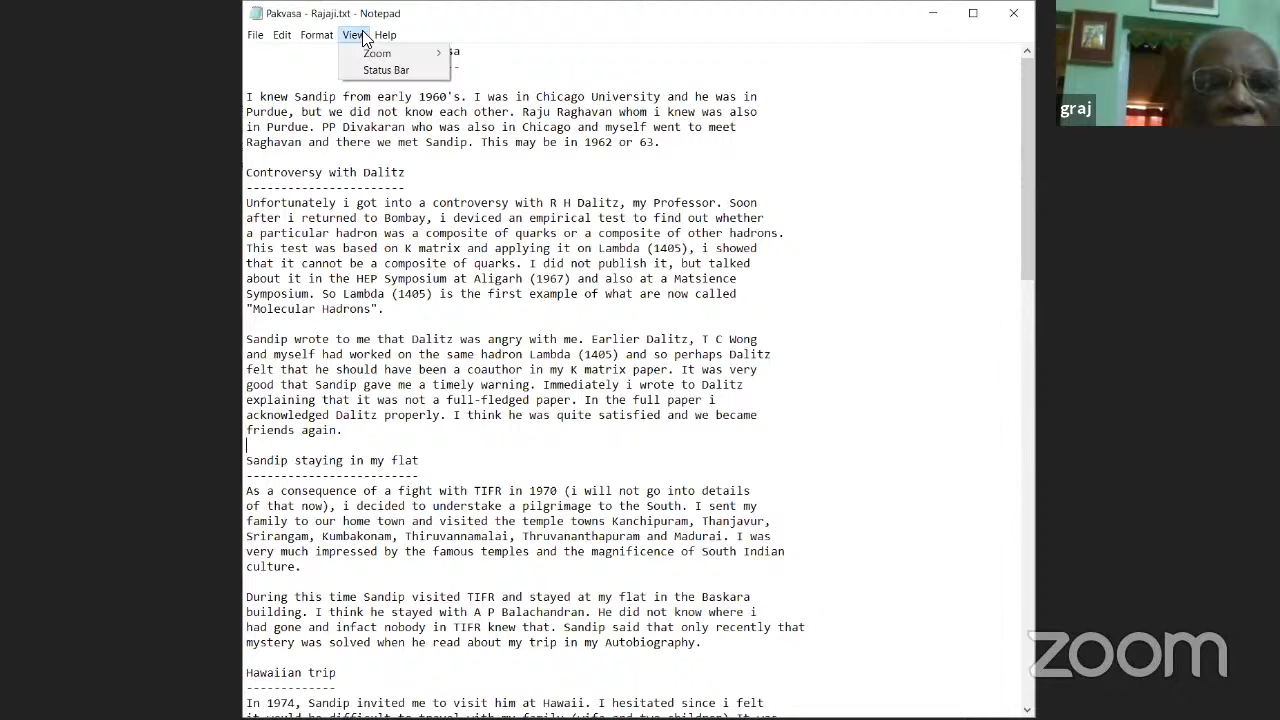 Pakvasa - Rajaji.txt - Notepad
File Edit Format View Help
Zoom
Status Bar
sa
--
I knew Sandip from early 1960's. I was in Chicago University and he was in
Purdue, but we did not know each other. Raju Raghavan whom i knew was also
in Purdue. PP Divakaran who was also in Chicago and myself went to meet
Raghavan and there we met Sandip. This may be in 1962 or 63.
Controversy with Dalitz
-----------------------
Unfortunately i got into a controversy with R H Dalitz, my Professor. Soon
after i returned to Bombay, i deviced an empirical test to find out whether
a particular hadron was a composite of quarks or a composite of other hadrons.
This test was based on K matrix and applying it on Lambda (1405), i showed
that it cannot be a composite of quarks. I did not publish it, but talked
about it in the HEP Symposium at Aligarh (1967) and also at a Matsience
Symposium. So Lambda (1405) is the first example of what are now called
"Molecular Hadrons".
Sandip wrote to me that Dalitz was angry with me. Earlier Dalitz, T C Wong
and myself had worked on the same hadron Lambda (1405) and so perhaps Dalitz
felt that he should have been a coauthor in my K matrix paper. It was very
good that Sandip gave me a timely warning. Immediately i wrote to Dalitz
explaining that it was not a full-fledged paper. In the full paper i
acknowledged Dalitz properly. I think he was quite satisfied and we became
friends again.
Sandip staying in my flat
-------------------------
As a consequence of a fight with TIFR in 1970 (i will not go into details
of that now), i decided to understake a pilgrimage to the South. I sent my
family to our home town and visited the temple towns Kanchipuram, Thanjavur,
Srirangam, Kumbakonam, Thiruvannamalai, Thruvananthapuram and Madurai. I was
very much impressed by the famous temples and the magnificence of South Indian
culture.
During this time Sandip visited TIFR and stayed at my flat in the Baskara
building. I think he stayed with A P Balachandran. He did not know where i
had gone and infact nobody in TIFR knew that. Sandip said that only recently that
mystery was solved when he read about my trip in my Autobiography.
Hawaiian trip
-------------
In 1974, Sandip invited me to visit him at Hawaii. I hesitated since i felt
it would be difficult to travel with my family (wife and two children) It was
graj
zoom